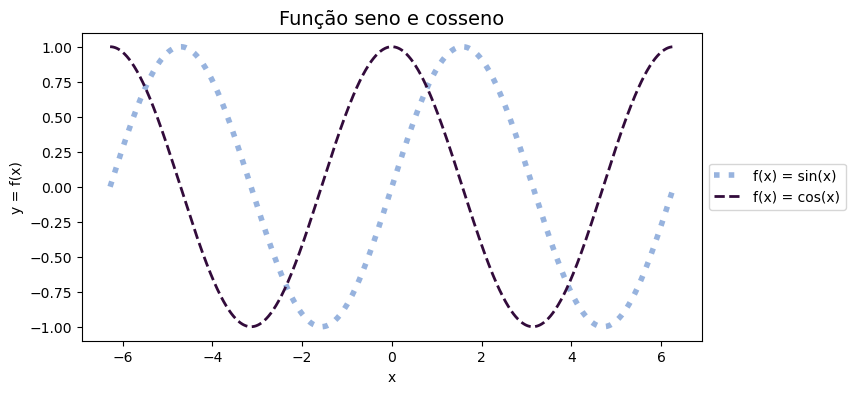 Função seno e cosseno
1.00
0.75
0.50
0.25
0.00
−0.25
−0.50
−0.75
−1.00
y = f(x)
−6 −4 −2 0 2 4 6
x
f(x) = sin(x)
f(x) = cos(x)